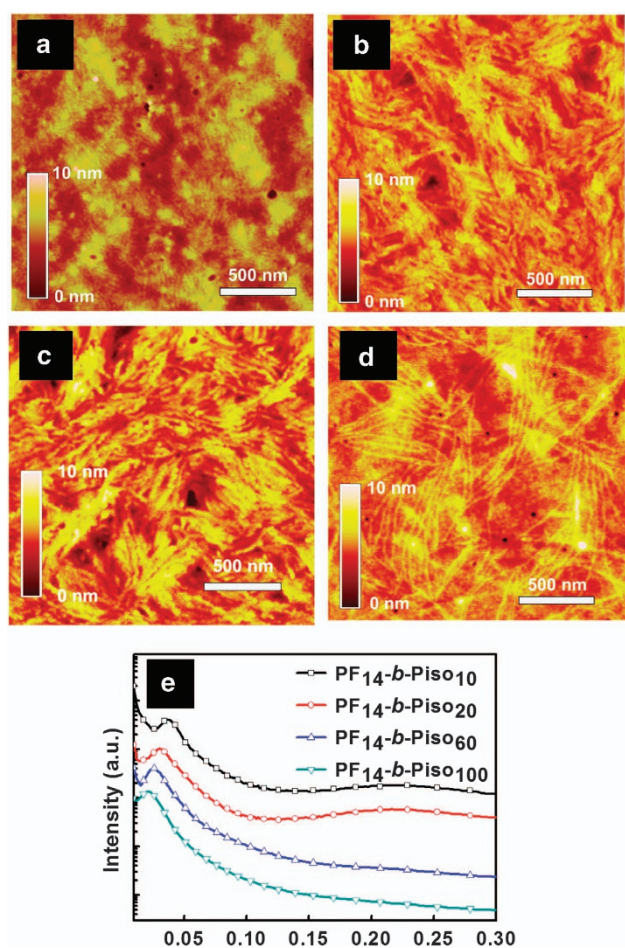 a
10 nm
0 nm
500 nm
b
10 nm
0 nm
500 nm
c
10 nm
0 nm
500 nm
d
10 nm
0 nm
500 nm
e
PF14-b-Piso10
PF14-b-Piso20
PF14-b-Piso60
PF14-b-Piso100
Intensity (a.u.)
0.05 0.10 0.15 0.20 0.25 0.30